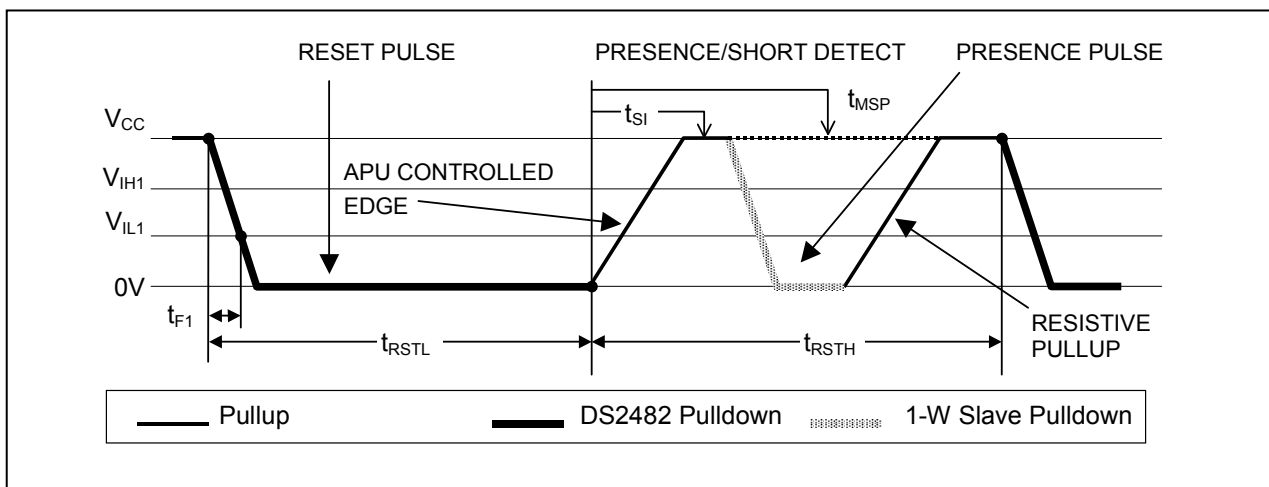 RESET PULSE
PRESENCE/SHORT DETECT
PRESENCE PULSE
tMSP
tSI
VCC
APU CONTROLLED
EDGE
VIH1
VIL1
0V
tF1
tRSTL
tRSTH
RESISTIVE
PULLUP
Pullup
DS2482 Pulldown
1-W Slave Pulldown